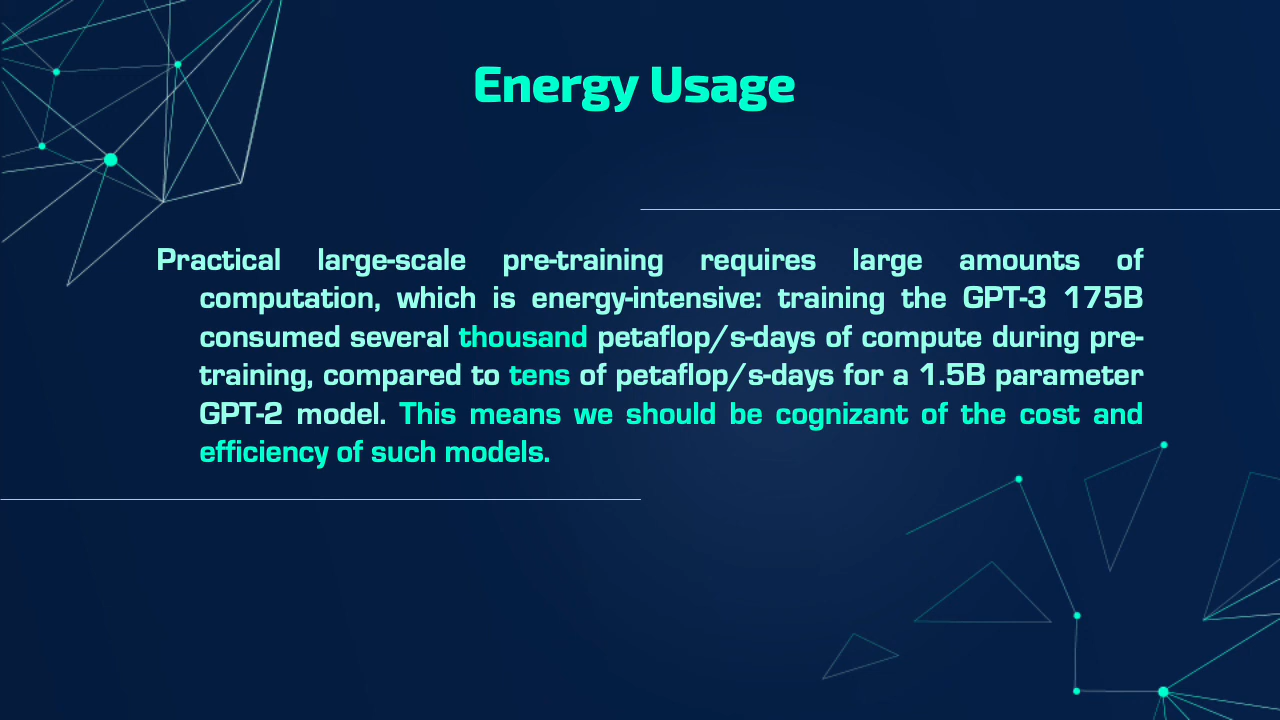 Energy Usage
Practical large-scale pre-training requires large amounts of
computation, which is energy-intensive: training the GPT-3 175B
consumed several thousand petaflop/s-days of compute during pre-
training, compared to tens of petaflop/s-days for a 1.5B parameter
GPT-2 model. This means we should be cognizant of the cost and
efficiency of such models.